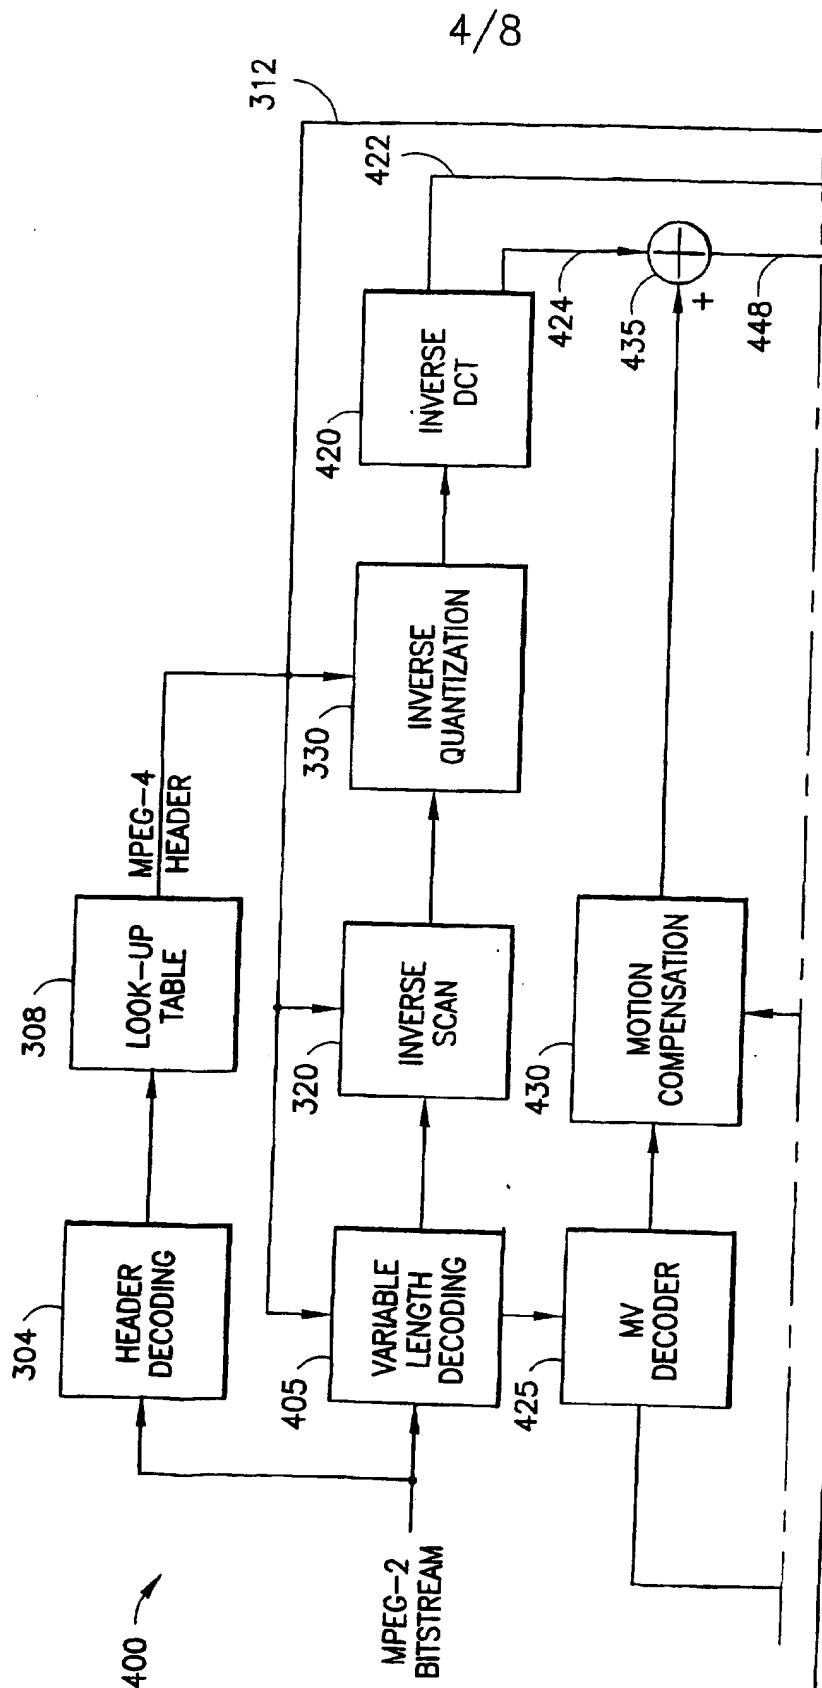 4/8
400
MPEG-2
BITSTREAM
304
HEADER
DECODING
308
LOOK-UP
TABLE
MPEG-4
HEADER
312
405
VARIABLE
LENGTH
DECODING
320
INVERSE
SCAN
330
INVERSE
QUANTIZATION
420
INVERSE
DCT
422
424
425
MV
DECODER
430
MOTION
COMPENSATION
435
+
448